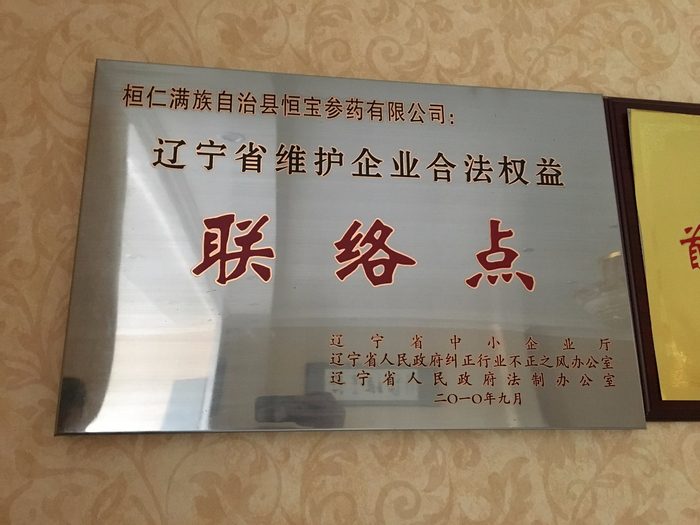 桓仁满族自治县恒宝参药有限公司：
辽宁省维护企业合法权益
联络点
辽宁省中小企业厅
辽宁省人民政府纠正行业不正之风办公室
辽宁省人民政府法制办公室
二〇一〇年九月